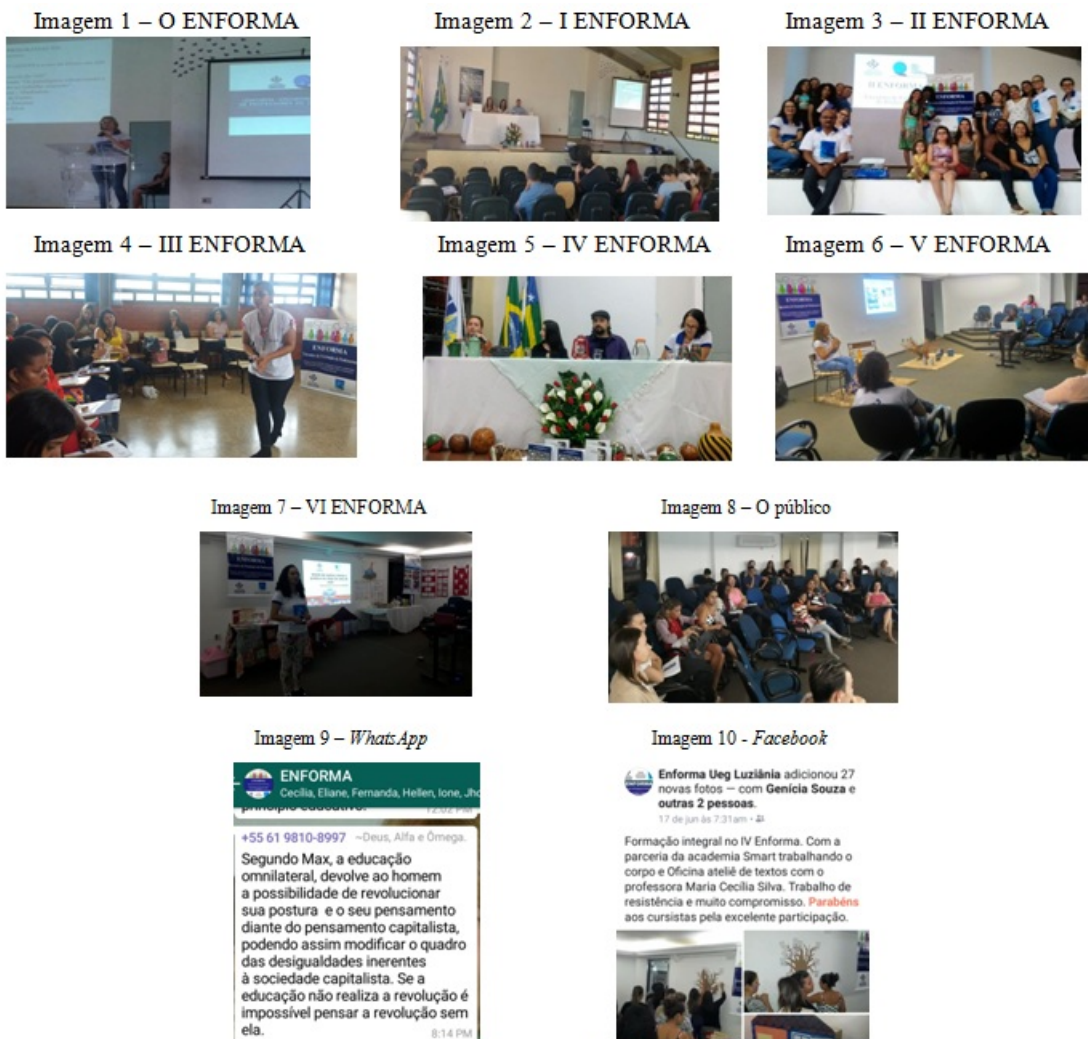 Imagem 1 – O ENFORMA
Imagem 2 – I ENFORMA
Imagem 3 – II ENFORMA
II ENFORMA
ENFORMA
Imagem 4 – III ENFORMA
Imagem 5 – IV ENFORMA
Imagem 6 – V ENFORMA
ENFORMA
ENFORMA
Imagem 7 – VI ENFORMA
Imagem 8 – O público
ENFORMA
Imagem 9 – WhatsApp
Imagem 10 - Facebook
ENFORMA
Cecília, Eliane, Fernanda, Hellen, Ione, Jho
princípio educativo.
12:02 PM
+55 61 9810-8997 ~Deus, Alfa e Ômega.
Segundo Max, a educação
omnilateral, devolve ao homem
a possibilidade de revolucionar
sua postura e o seu pensamento
diante do pensamento capitalista,
podendo assim modificar o quadro
das desigualdades inerentes
à sociedade capitalista. Se a
educação não realiza a revolução é
impossível pensar a revolução sem
ela.
8:14 PM
Enforma Ueg Luziânia adicionou 27
novas fotos — com Genícia Souza e
outras 2 pessoas.
17 de jun às 7:31am
Formação integral no IV Enforma. Com a
parceria da academia Smart trabalhando o
corpo e Oficina ateliê de textos com o
professora Maria Cecília Silva. Trabalho de
resistência e muito compromisso. Parabéns
aos cursistas pela excelente participação.